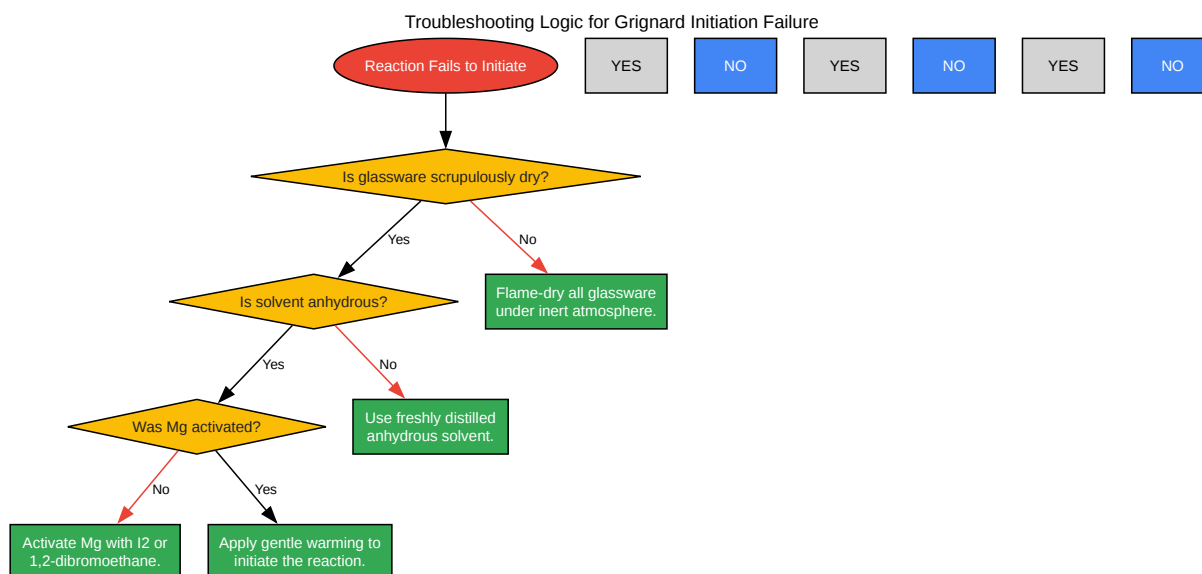 Troubleshooting Logic for Grignard Initiation Failure
Reaction Fails to Initiate
YES
NO
YES
NO
YES
NO
Is glassware scrupulously dry?
Yes
No
Is solvent anhydrous?
Flame-dry all glassware
under inert atmosphere.
Yes
No
Was Mg activated?
Use freshly distilled
anhydrous solvent.
No
Yes
Activate Mg with I2 or
1,2-dibromoethane.
Apply gentle warming to
initiate the reaction.